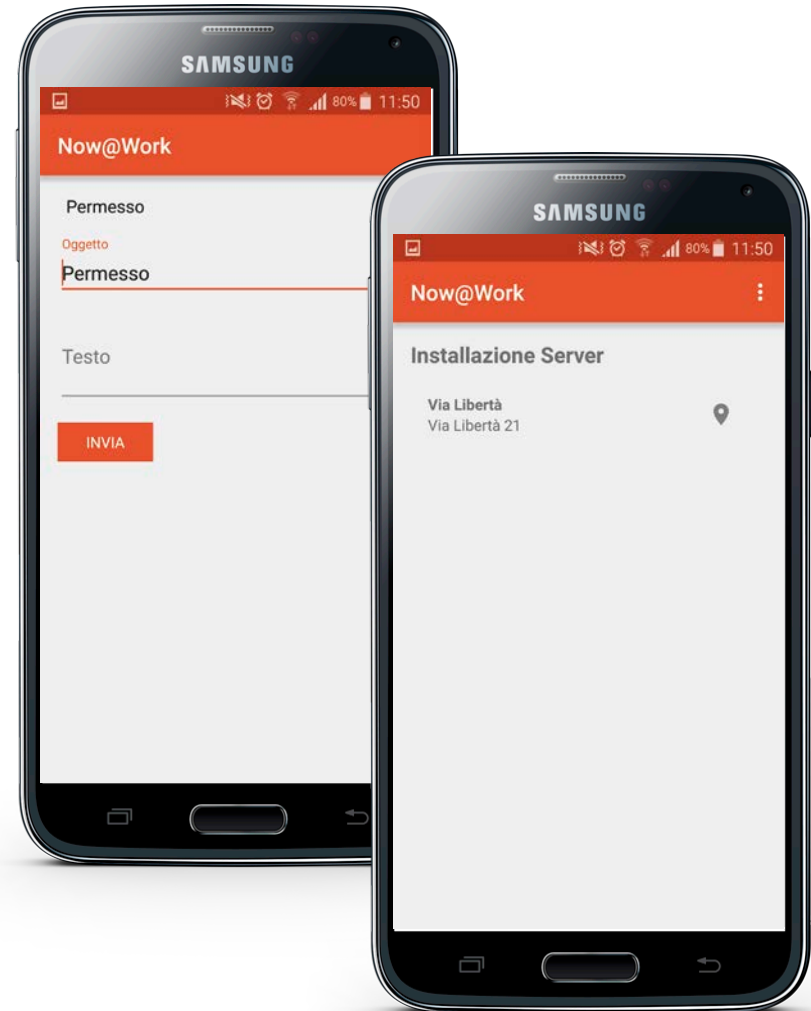 SAMSUNG
80% 11:50
Now@Work
Permesso
Oggetto
Permesso
Testo
INVIA
SAMSUNG
80% 11:50
Now@Work
Installazione Server
Via Libertà
Via Libertà 21